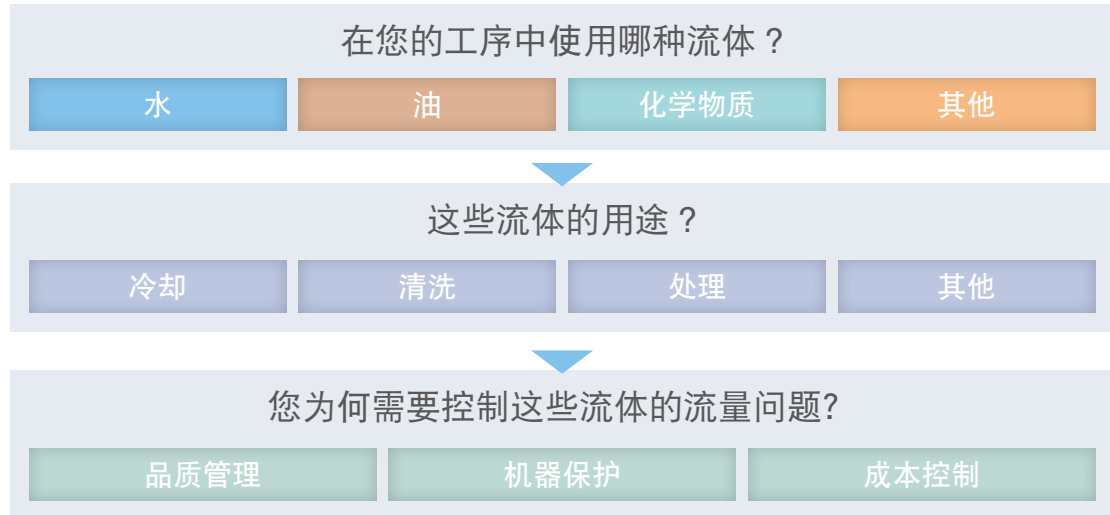 在您的工序中使用哪种流体？
水 油 化学物质 其他
这些流体的用途？
冷却 清洗 处理 其他
您为何需要控制这些流体的流量问题?
品质管理 机器保护 成本控制